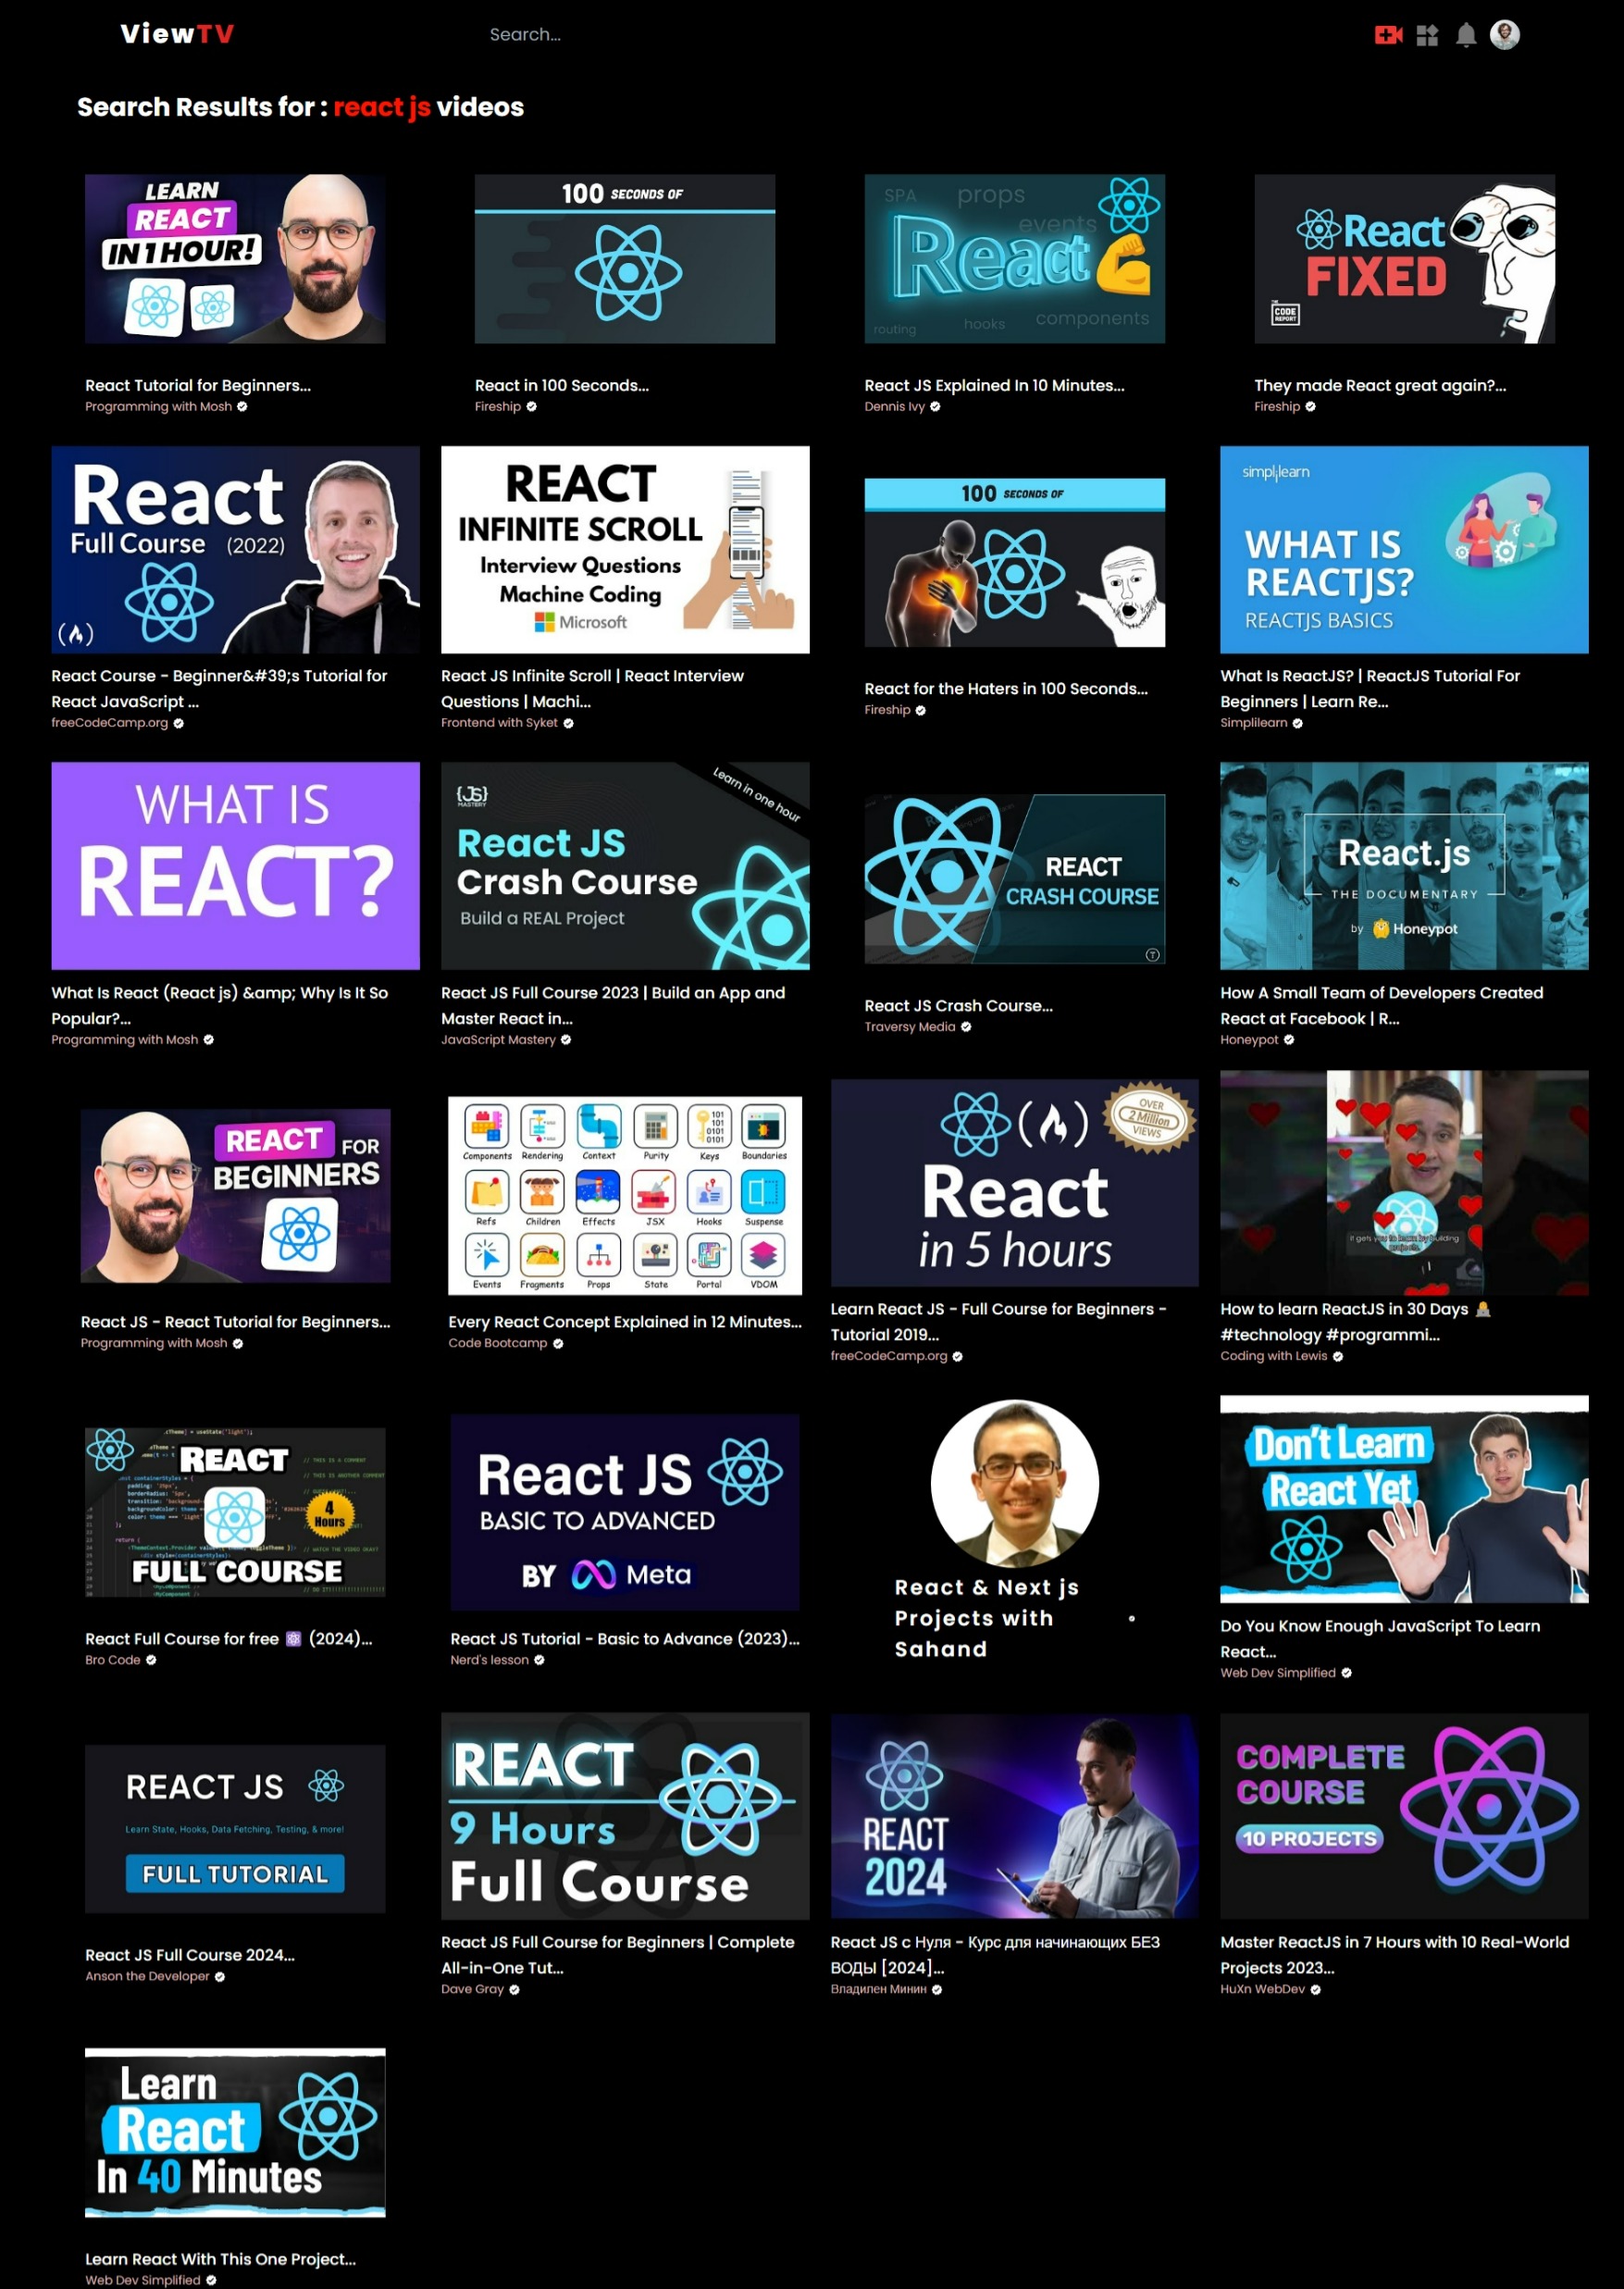 ViewTV
Search...
Search Results for : react js videos
LEARN
REACT
IN 1 HOUR!
100 SECONDS OF
SPA
props
events
React
routing
hooks
components
React
FIXED
THE
CODE
REPORT
React Tutorial for Beginners...
Programming with Mosh
React in 100 Seconds...
Fireship
React JS Explained In 10 Minutes...
Dennis Ivy
They made React great again?...
Fireship
React
Full Course (2022)
REACT
INFINITE SCROLL
Interview Questions
Machine Coding
Microsoft
100 SECONDS OF
simplilearn
WHAT IS
REACTJS?
REACTJS BASICS
React Course - Beginner&#39;s Tutorial for
React JavaScript ...
freeCodeCamp.org
React JS Infinite Scroll | React Interview
Questions | Machi...
Frontend with Syket
React for the Haters in 100 Seconds...
Fireship
What Is ReactJS? | ReactJS Tutorial For
Beginners | Learn Re...
Simplilearn
WHAT IS
REACT?
{JS}
MASTERY
Learn in one hour
React JS
Crash Course
Build a REAL Project
REACT
CRASH COURSE
React.js
THE DOCUMENTARY
by Honeypot
What Is React (React js) &amp; Why Is It So
Popular?...
Programming with Mosh
React JS Full Course 2023 | Build an App and
Master React in...
JavaScript Mastery
React JS Crash Course...
Traversy Media
How A Small Team of Developers Created
React at Facebook | R...
Honeypot
REACT FOR
BEGINNERS
Components Rendering Context Purity Keys Boundaries
Refs Children Effects JSX Hooks Suspense
Events Fragments Props State Portal VDOM
OVER
2 Million
VIEWS
React
in 5 hours
React JS - React Tutorial for Beginners...
Programming with Mosh
Every React Concept Explained in 12 Minutes...
Code Bootcamp
Learn React JS - Full Course for Beginners -
Tutorial 2019...
freeCodeCamp.org
How to learn ReactJS in 30 Days 🧑‍💻
#technology #programmi...
Coding with Lewis
REACT
4
Hours
FULL COURSE
React JS
BASIC TO ADVANCED
BY Meta
React & Next js
Projects with
Sahand
Don't Learn
React Yet
React Full Course for free ⚛️ (2024)...
Bro Code
React JS Tutorial - Basic to Advance (2023)...
Nerd's lesson
Do You Know Enough JavaScript To Learn
React...
Web Dev Simplified
REACT JS
Learn State, Hooks, Data Fetching, Testing, & more!
FULL TUTORIAL
REACT
9 Hours
Full Course
REACT
2024
COMPLETE
COURSE
10 PROJECTS
React JS Full Course 2024...
Anson the Developer
React JS Full Course for Beginners | Complete
All-in-One Tut...
Dave Gray
React JS c Нуля - Курс для начинающих БЕЗ
ВОДЫ [2024]...
Владилен Минин
Master ReactJS in 7 Hours with 10 Real-World
Projects 2023...
HuXn WebDev
Learn
React
In 40 Minutes
Learn React With This One Project...
Web Dev Simplified